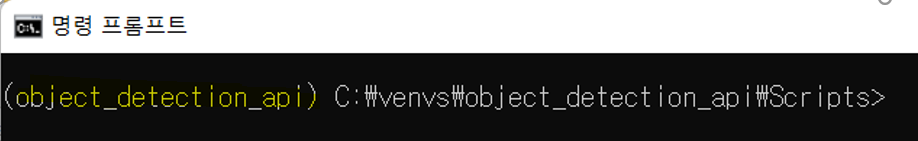 명령 프롬프트
(object_detection_api) C:₩venvs₩object_detection_api₩Scripts>